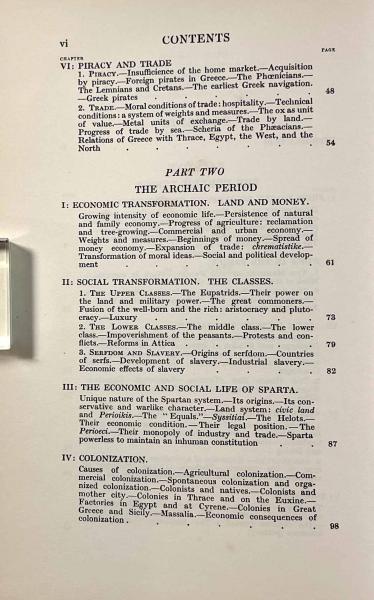 vi CONTENTS
CHAPTER PAGE
VI: PIRACY AND TRADE
1. PIRACY.—Insufficience of the home market.—Acquisition
by piracy.—Foreign pirates in Greece.—The Phœnicians.—
The Lemnians and Cretans.—The earliest Greek navigation.
—Greek pirates . . . . . . 48
2. TRADE.—Moral conditions of trade: hospitality.—Technical
conditions: a system of weights and measures.—The ox as unit
of value.—Metal units of exchange.—Trade by land.—
Progress of trade by sea.—Scheria of the Phæacians.—
Relations of Greece with Thrace, Egypt, the West, and the
North . . . . . . . 54
PART TWO
THE ARCHAIC PERIOD
I: ECONOMIC TRANSFORMATION. LAND AND MONEY.
Growing intensity of economic life.—Persistence of natural
and family economy.—Progress of agriculture: reclamation
and tree-growing.—Commercial and urban economy.—
Weights and measures.—Beginnings of money.—Spread of
money economy.—Expansion of trade: chrematistike.—
Transformation of moral ideas.—Social and political develop-
ment . . . . . . . 61
II: SOCIAL TRANSFORMATION. THE CLASSES.
1. THE UPPER CLASSES.—The Eupatrids.—Their power on
the land and military power.—The great commoners.—
Fusion of the well-born and the rich: aristocracy and pluto-
cracy.—Luxury . . . . . . 73
2. THE LOWER CLASSES.—The middle class.—The lower
class.—Impoverishment of the peasants.—Protests and con-
flicts.—Reforms in Attica . . . . . 79
3. SERFDOM AND SLAVERY.—Origins of serfdom.—Countries
of serfs.—Development of slavery.—Industrial slavery.—
Economic effects of slavery . . . . . 82
III: THE ECONOMIC AND SOCIAL LIFE OF SPARTA.
Unique nature of the Spartan system.—Its origins.—Its con-
servative and warlike character.—Land system: civic land
and Perioikis.—The "Equals."—Syssitiai.—The Helots.—
Their economic condition.—Their legal position.—The
Periœci.—Their monopoly of industry and trade.—Sparta
powerless to maintain an inhuman constitution . . 87
IV: COLONIZATION.
Causes of colonization.—Agricultural colonization.—Com-
mercial colonization.—Spontaneous colonization and orga-
nized colonization.—Colonists and natives.—Colonists and
mother city.—Colonies in Thrace and on the Euxine.—
Factories in Egypt and at Cyrene.—Colonies in Great
Greece and Sicily.—Massalia.—Economic consequences of
colonization . . . . . . . 98